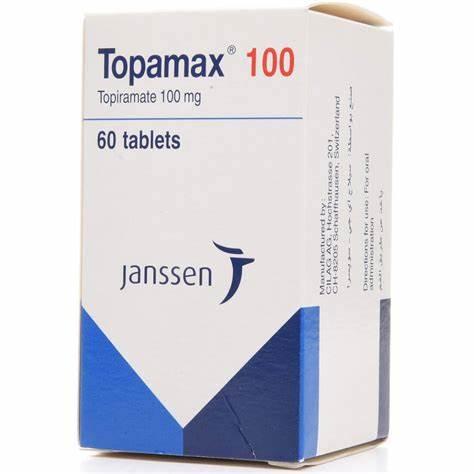 Topamax® 100
Topiramate 100 mg
60 tablets
janssen
Manufactured by:
CILAG AG, Hochstrasse 201,
CH-8205 Schaffhausen, Switzerland
Directions for use: For oral
administration